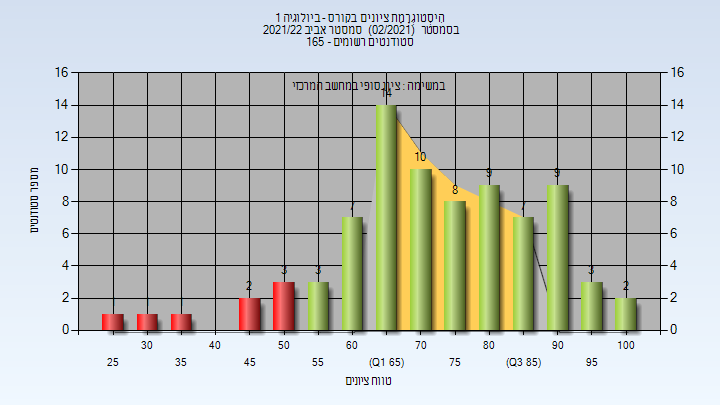 היסטוגרמת ציונים בקורס - ביולוגיה 1
בסמסטר (02/2021) סמסטר אביב 2021/22
סטודנטים רשומים - 165
במשימה : ציון סופי במחשב המרכזי
16 16
14 14
12 12
10 10
8 8
6 6
4 4
2 2
0 0
2 3 3 7 14 10 8 9 7 9 3 2
מספר סטודנטים
30 40 50 60 70 80 90 100
25 35 45 55 (Q1 65) 75 (Q3 85) 95
טווח ציונים